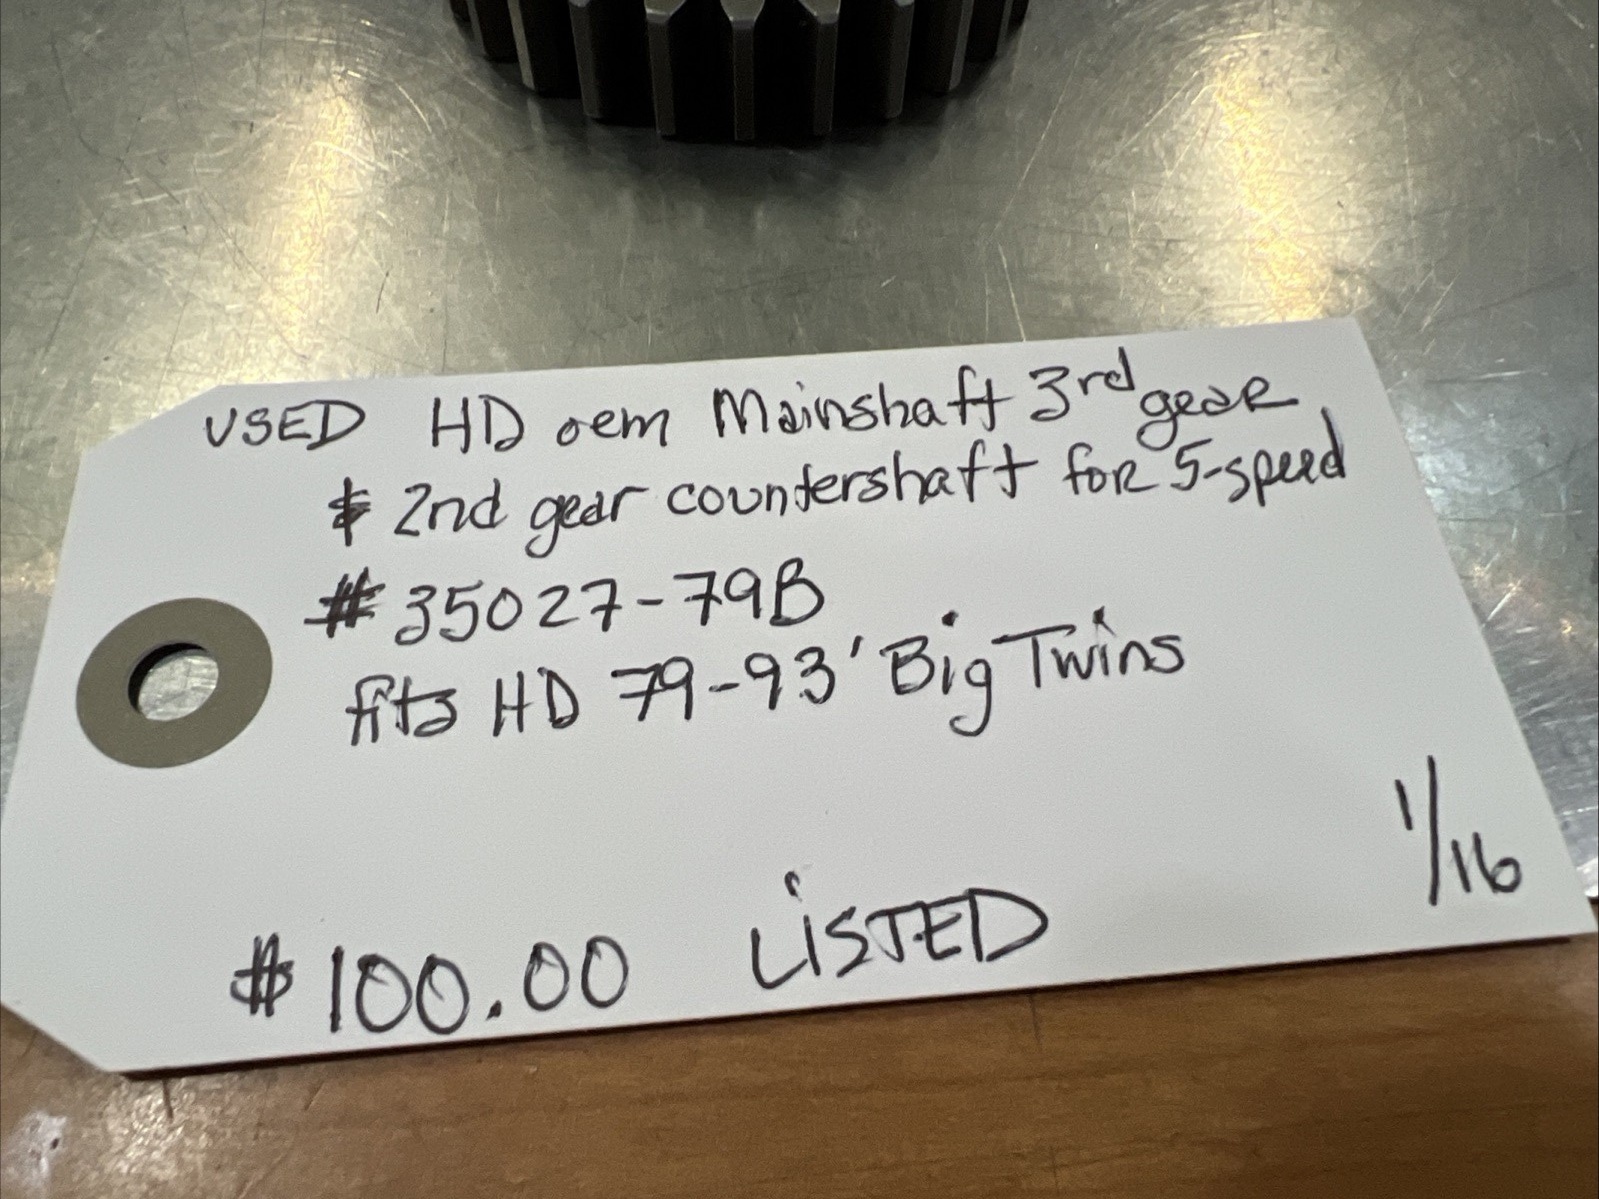 USED HD oem Mainshaft 3rd gear
& 2nd gear countershaft for 5-speed
#35027-79B
fits HD 79-93' Big Twins
1/16
$100.00 LiSTED